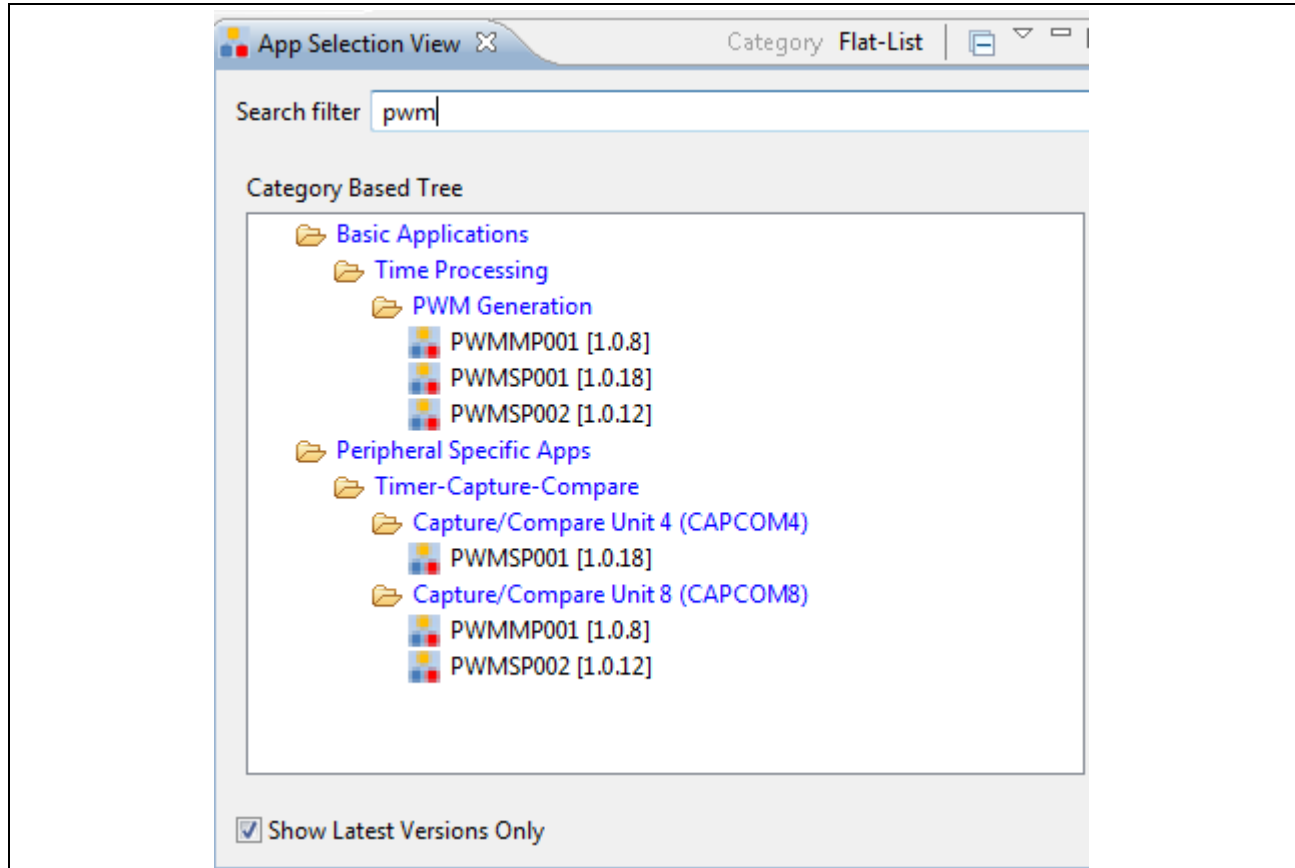 App Selection View Category Flat-List
Search filter pwm
Category Based Tree
Basic Applications
Time Processing
PWM Generation
PWMMP001 [1.0.8]
PWMSP001 [1.0.18]
PWMSP002 [1.0.12]
Peripheral Specific Apps
Timer-Capture-Compare
Capture/Compare Unit 4 (CAPCOM4)
PWMSP001 [1.0.18]
Capture/Compare Unit 8 (CAPCOM8)
PWMMP001 [1.0.8]
PWMSP002 [1.0.12]
Show Latest Versions Only